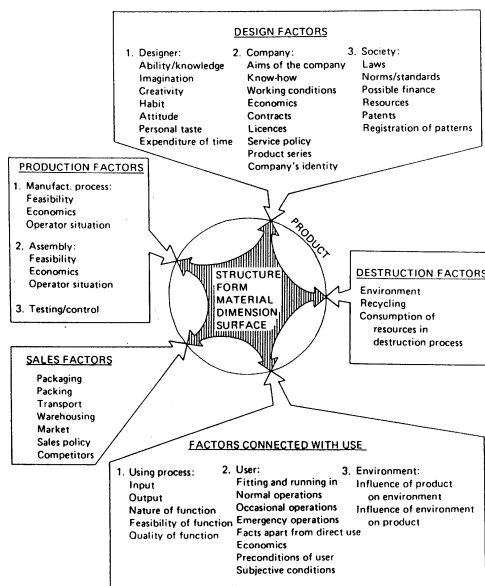 DESIGN FACTORS
1. Designer:
Ability/knowledge
Imagination
Creativity
Habit
Attitude
Personal taste
Expenditure of time
2. Company:
Aims of the company
Know-how
Working conditions
Economics
Contracts
Licences
Service policy
Product series
Company's identity
3. Society:
Laws
Norms/standards
Possible finance
Resources
Patents
Registration of patterns
PRODUCTION FACTORS
1. Manufact. process:
Feasibility
Economics
Operator situation
2. Assembly:
Feasibility
Economics
Operator situation
3. Testing/control
PRODUCT
STRUCTURE
FORM
MATERIAL
DIMENSION
SURFACE
DESTRUCTION FACTORS
Environment
Recycling
Consumption of
resources in
destruction process
SALES FACTORS
Packaging
Packing
Transport
Warehousing
Market
Sales policy
Competitors
FACTORS CONNECTED WITH USE
1. Using process:
Input
Output
Nature of function
Feasibility of function
Quality of function
2. User:
Fitting and running in
Normal operations
Occasional operations
Emergency operations
Facts apart from direct use
Economics
Preconditions of user
Subjective conditions
3. Environment:
Influence of product
on environment
Influence of environment
on product